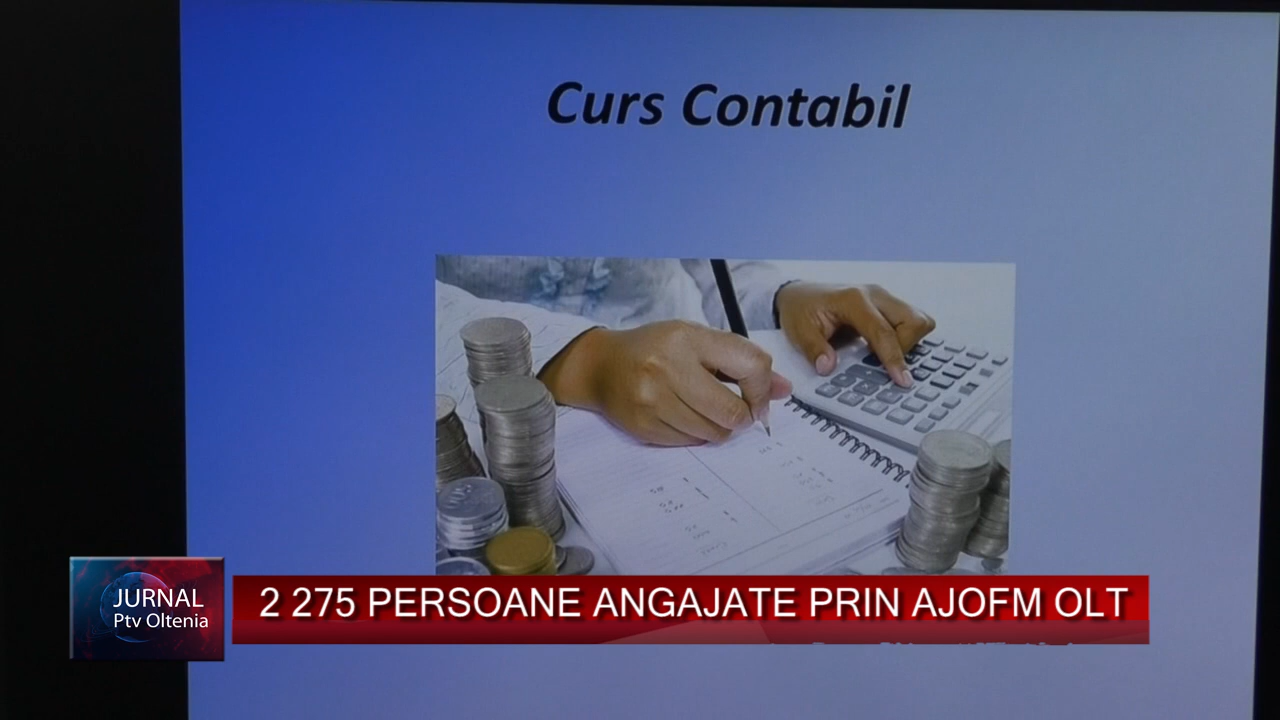 Curs Contabil
JURNAL
Ptv Oltenia
2 275 PERSOANE ANGAJATE PRIN AJOFM OLT